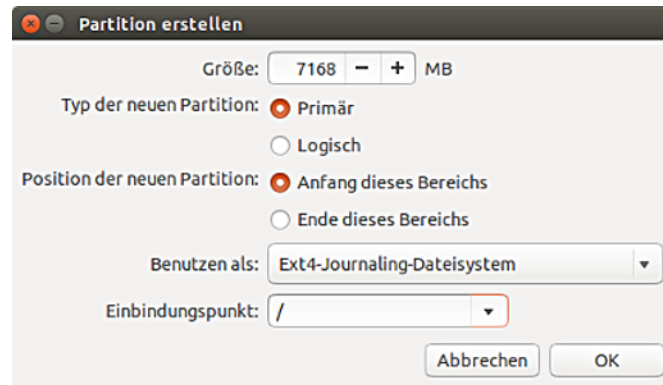 Partition erstellen
Größe: 7168 − + MB
Typ der neuen Partition: Primär
Logisch
Position der neuen Partition: Anfang dieses Bereichs
Ende dieses Bereichs
Benutzen als: Ext4-Journaling-Dateisystem
Einbindungspunkt: /
Abbrechen OK